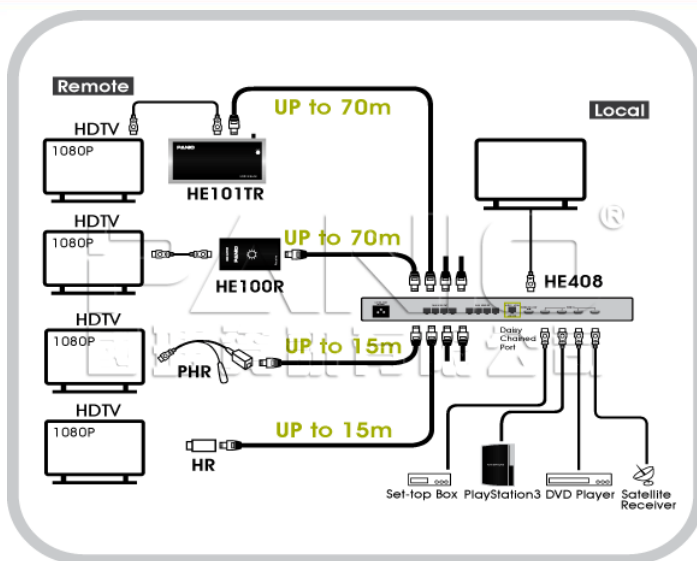 Remote
HDTV
1080P
HE101TR
UP to 70m
Local
HDTV
1080P
HE100R
UP to 70m
HE408
Daisy
Chained
Port
HDTV
1080P
PHR
UP to 15m
HDTV
1080P
HR
UP to 15m
Set-top Box
PlayStation3
DVD Player
Satellite
Receiver
PANIO
®